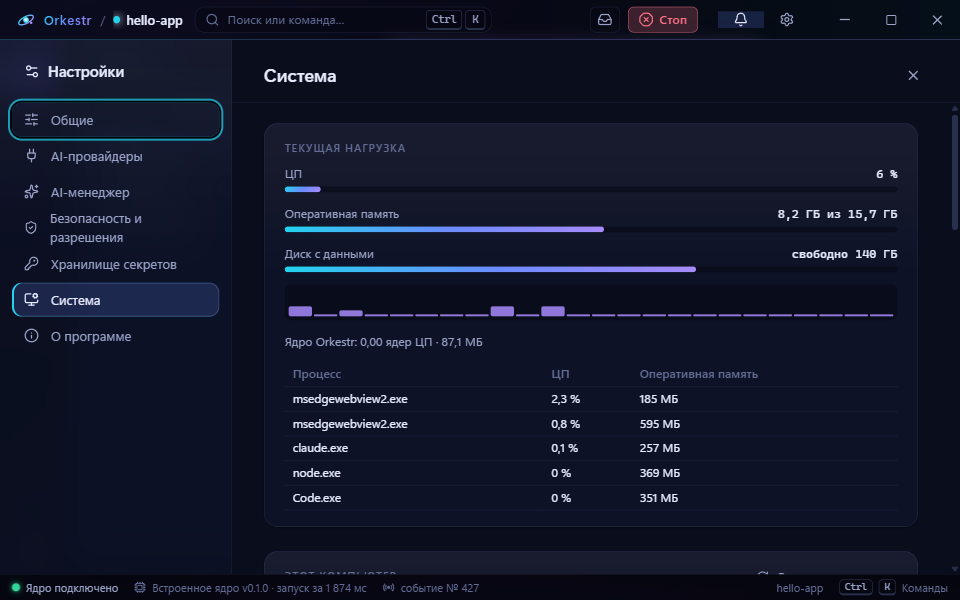 Orkestr / hello-app
Поиск или команда...
Ctrl K
Стоп
Настройки
Общие
AI-провайдеры
AI-менеджер
Безопасность и
разрешения
Хранилище секретов
Система
О программе
Система
ТЕКУЩАЯ НАГРУЗКА
ЦП 6 %
Оперативная память 8,2 ГБ из 15,7 ГБ
Диск с данными свободно 140 ГБ
Ядро Orkestr: 0,00 ядер ЦП · 87,1 МБ
Процесс ЦП Оперативная память
msedgewebview2.exe 2,3 % 185 МБ
msedgewebview2.exe 0,8 % 595 МБ
claude.exe 0,1 % 257 МБ
node.exe 0 % 369 МБ
Code.exe 0 % 351 МБ
Ядро подключено Встроенное ядро v0.1.0 · запуск за 1 874 мс событие № 427 hello-app Ctrl K Команды